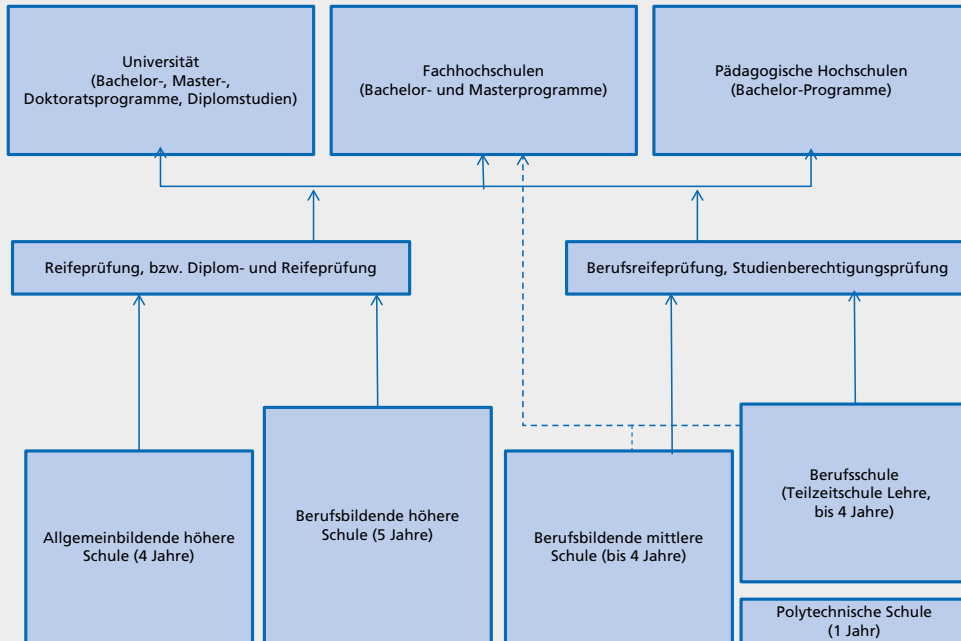 Universität
(Bachelor-, Master-,
Doktoratsprogramme, Diplomstudien)
Fachhochschulen
(Bachelor- und Masterprogramme)
Pädagogische Hochschulen
(Bachelor-Programme)
Reifeprüfung, bzw. Diplom- und Reifeprüfung
Berufsreifeprüfung, Studienberechtigungsprüfung
Allgemeinbildende höhere
Schule (4 Jahre)
Berufsbildende höhere
Schule (5 Jahre)
Berufsbildende mittlere
Schule (bis 4 Jahre)
Berufsschule
(Teilzeitschule Lehre,
bis 4 Jahre)
Polytechnische Schule
(1 Jahr)